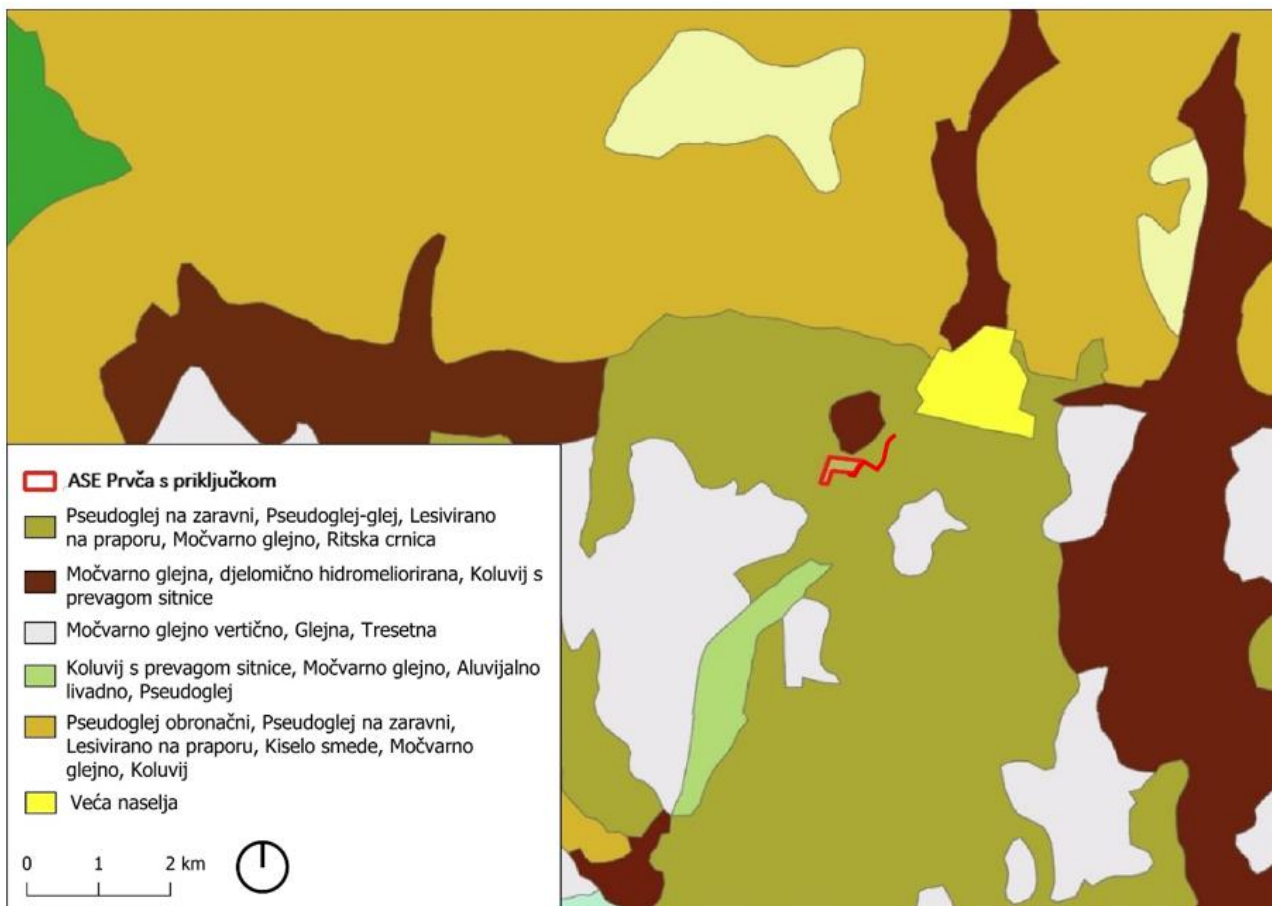 ASE Prvča s priključkom
Pseudoglej na zaravni, Pseudoglej-glej, Lesivirano
na praporu, Močvarno glejno, Ritska crnica
Močvarno glejna, djelomično hidromeliorirana, Koluvij s
prevagom sitnice
Močvarno glejno vertično, Glejna, Tresetna
Koluvij s prevagom sitnice, Močvarno glejno, Aluvijalno
livadno, Pseudoglej
Pseudoglej obronačni, Pseudoglej na zaravni,
Lesivirano na praporu, Kiselo smeđe, Močvarno
glejno, Koluvij
Veća naselja
0 1 2 km